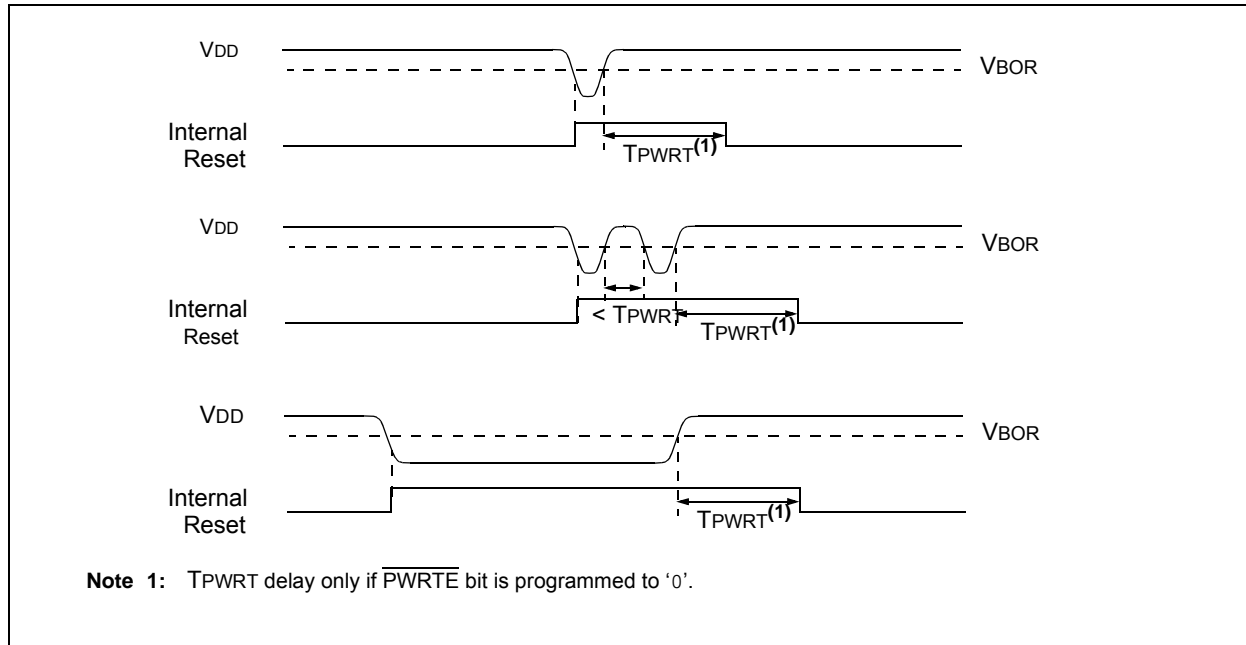 VDD
VBOR
Internal
Reset
TPWRT(1)
VDD
VBOR
Internal
Reset
< TPWRT
TPWRT(1)
VDD
VBOR
Internal
Reset
TPWRT(1)
Note 1: TPWRT delay only if PWRTE bit is programmed to ‘0’.